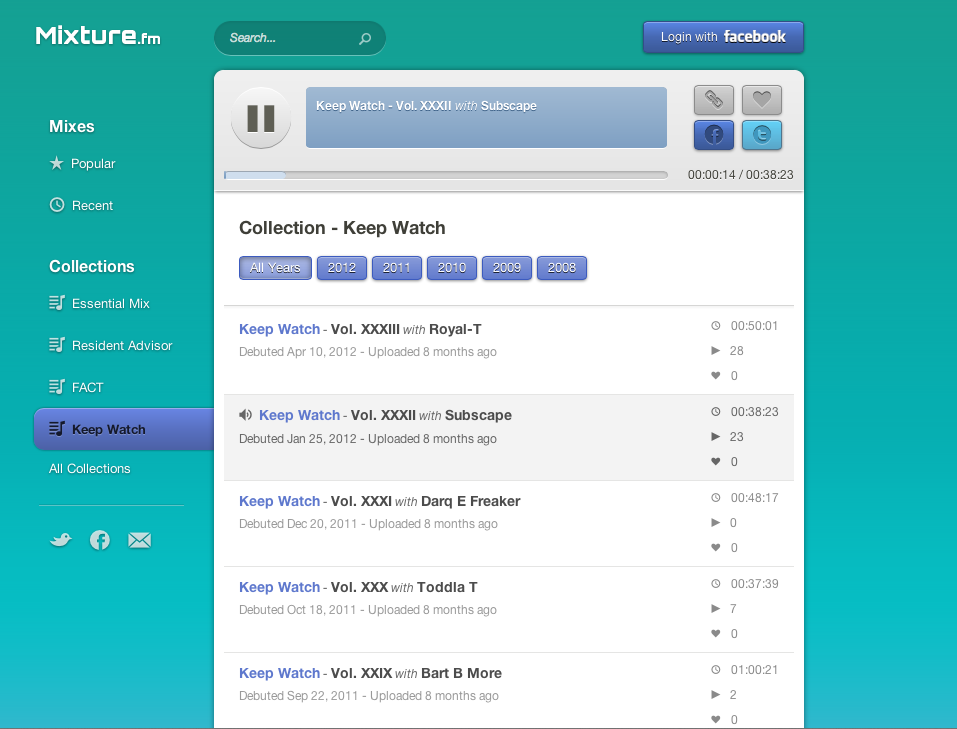 Mixture.fm
Search...
Login with facebook
Keep Watch - Vol. XXXII with Subscape
00:00:14 / 00:38:23
Mixes
Popular
Recent
Collections
Essential Mix
Resident Advisor
FACT
Keep Watch
All Collections
Collection - Keep Watch
All Years 2012 2011 2010 2009 2008
Keep Watch - Vol. XXXIII with Royal-T
Debuted Apr 10, 2012 - Uploaded 8 months ago
00:50:01
28
0
Keep Watch - Vol. XXXII with Subscape
Debuted Jan 25, 2012 - Uploaded 8 months ago
00:38:23
23
0
Keep Watch - Vol. XXXI with Darq E Freaker
Debuted Dec 20, 2011 - Uploaded 8 months ago
00:48:17
0
0
Keep Watch - Vol. XXX with Toddla T
Debuted Oct 18, 2011 - Uploaded 8 months ago
00:37:39
7
0
Keep Watch - Vol. XXIX with Bart B More
Debuted Sep 22, 2011 - Uploaded 8 months ago
01:00:21
2
0